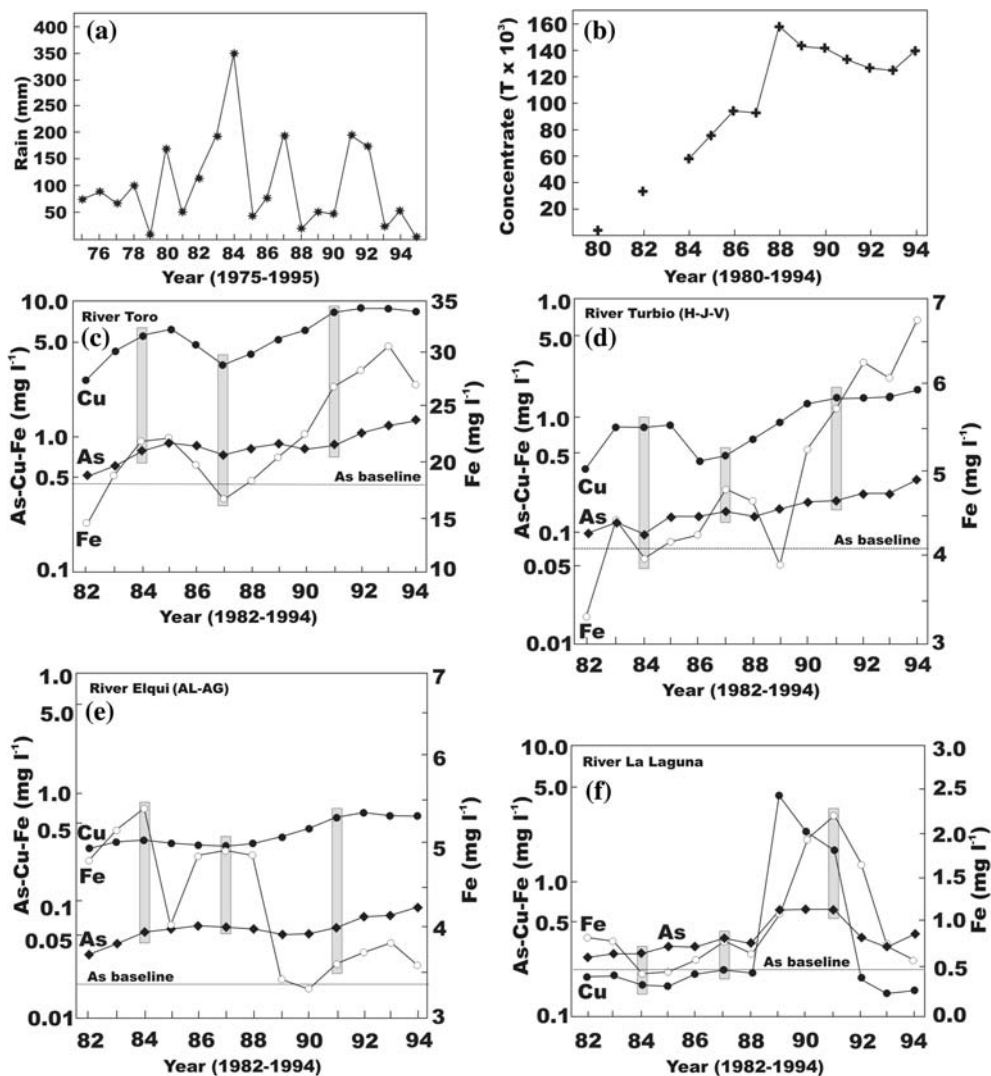 (a)
Rain (mm)
400
350
300
250
200
150
100
50
76 78 80 82 84 86 88 90 92 94
Year (1975-1995)
(b)
Concentrate (T x 10³)
160
140
120
100
80
60
40
20
80 82 84 86 88 90 92 94
Year (1980-1994)
(c)
River Toro
As-Cu-Fe (mg l⁻¹)
10.0
5.0
1.0
0.5
0.1
Cu
As
Fe
As baseline
35
30
25
20
15
10
Fe (mg l⁻¹)
82 84 86 88 90 92 94
Year (1982-1994)
(d)
River Turbio (H-J-V)
As-Cu-Fe (mg l⁻¹)
1.0
5.0
1.0
0.5
0.1
0.05
0.01
Cu
As
Fe
As baseline
7
6
5
4
3
Fe (mg l⁻¹)
82 84 86 88 90 92 94
Year (1982-1994)
River Elqui (AL-AG)
(e)
As-Cu-Fe (mg l⁻¹)
1.0
5.0
1.0
0.5
0.1
0.05
0.01
Cu
Fe
As
As baseline
7
6
5
4
3
Fe (mg l⁻¹)
82 84 86 88 90 92 94
Year (1982-1994)
River La Laguna
(f)
As-Cu-Fe (mg l⁻¹)
10.0
5.0
1.0
0.5
0.1
Fe
As
Cu
As baseline
3.0
2.5
2.0
1.5
1.0
0.5
0.0
Fe (mg l⁻¹)
82 84 86 88 90 92 94
Year (1982-1994)